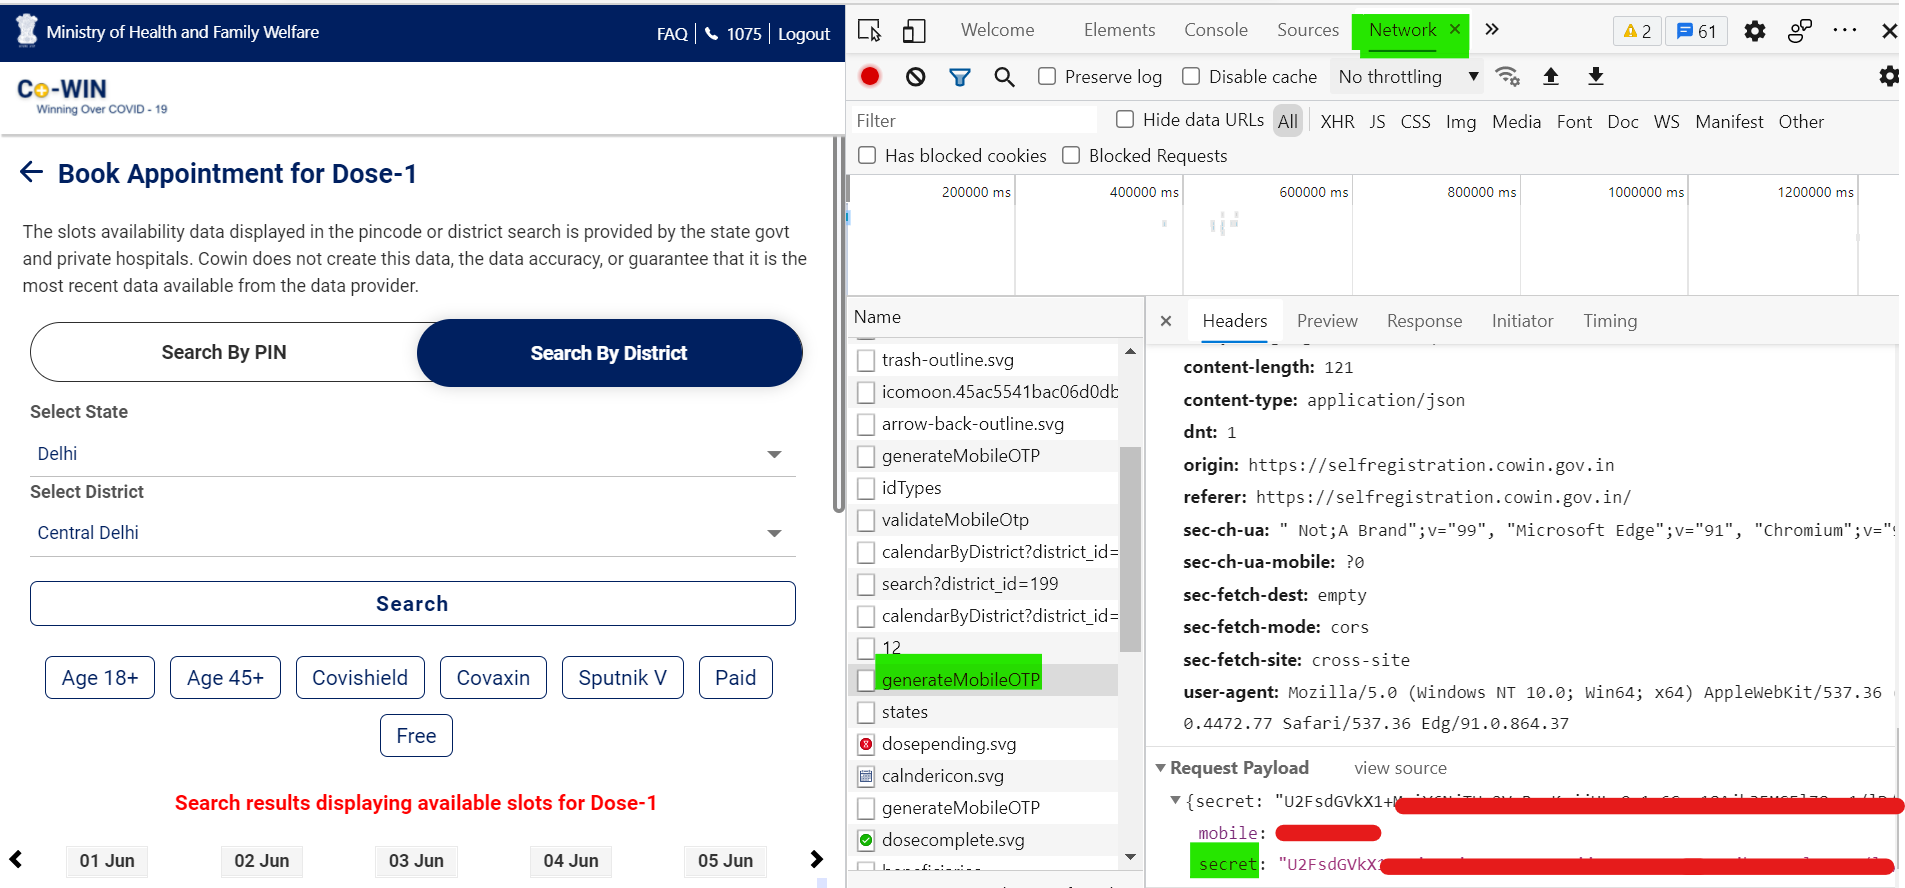 Ministry of Health and Family Welfare
FAQ
1075
Logout
Co-WIN
Winning Over COVID - 19
Book Appointment for Dose-1
The slots availability data displayed in the pincode or district search is provided by the state govt
and private hospitals. Cowin does not create this data, the data accuracy, or guarantee that it is the
most recent data available from the data provider.
Search By PIN
Search By District
Select State
Delhi
Select District
Central Delhi
Search
Age 18+
Age 45+
Covishield
Covaxin
Sputnik V
Paid
Free
Search results displaying available slots for Dose-1
01 Jun
02 Jun
03 Jun
04 Jun
05 Jun
Welcome
Elements
Console
Sources
Network
2
61
Preserve log
Disable cache
No throttling
Filter
Hide data URLs
All
XHR
JS
CSS
Img
Media
Font
Doc
WS
Manifest
Other
Has blocked cookies
Blocked Requests
200000 ms
400000 ms
600000 ms
800000 ms
1000000 ms
1200000 ms
Name
trash-outline.svg
icomoon.45ac5541bac06d0db
arrow-back-outline.svg
generateMobileOTP
idTypes
validateMobileOtp
calendarByDistrict?district_id=
search?district_id=199
calendarByDistrict?district_id=
12
generateMobileOTP
states
dosepending.svg
calndericon.svg
generateMobileOTP
dosecomplete.svg
beneficiaries
Headers
Preview
Response
Initiator
Timing
content-length: 121
content-type: application/json
dnt: 1
origin: https://selfregistration.cowin.gov.in
referer: https://selfregistration.cowin.gov.in/
sec-ch-ua: " Not;A Brand";v="99", "Microsoft Edge";v="91", "Chromium";v="9
sec-ch-ua-mobile: ?0
sec-fetch-dest: empty
sec-fetch-mode: cors
sec-fetch-site: cross-site
user-agent: Mozilla/5.0 (Windows NT 10.0; Win64; x64) AppleWebKit/537.36 (
0.4472.77 Safari/537.36 Edg/91.0.864.37
Request Payload
view source
{secret: "U2FsdGVkX1+
mobile:
secret: "U2FsdGVkX1